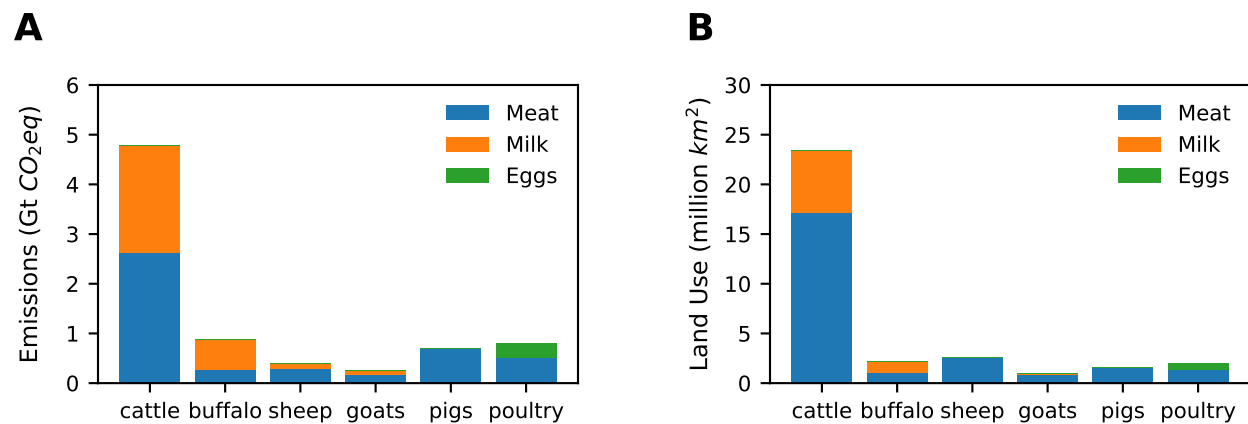 A
Emissions (Gt CO₂eq)
6
5
4
3
2
1
0
Meat
Milk
Eggs
cattle buffalo sheep goats pigs poultry
B
Land Use (million km²)
30
25
20
15
10
5
0
Meat
Milk
Eggs
cattle buffalo sheep goats pigs poultry